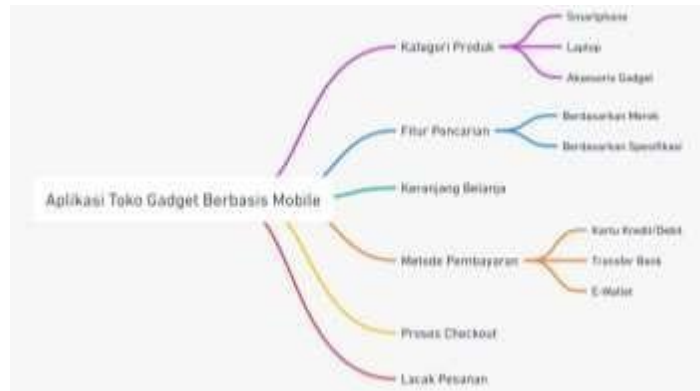 Aplikasi Toko Gadget Berbasis Mobile
Kategori Produk
Smartphone
Laptop
Aksesoris Gadget
Fitur Pencarian
Berdasarkan Merek
Berdasarkan Spesifikasi
Keranjang Belanja
Metode Pembayaran
Kartu Kredit/Debit
Transfer Bank
E-Wallet
Proses Checkout
Lacak Pesanan